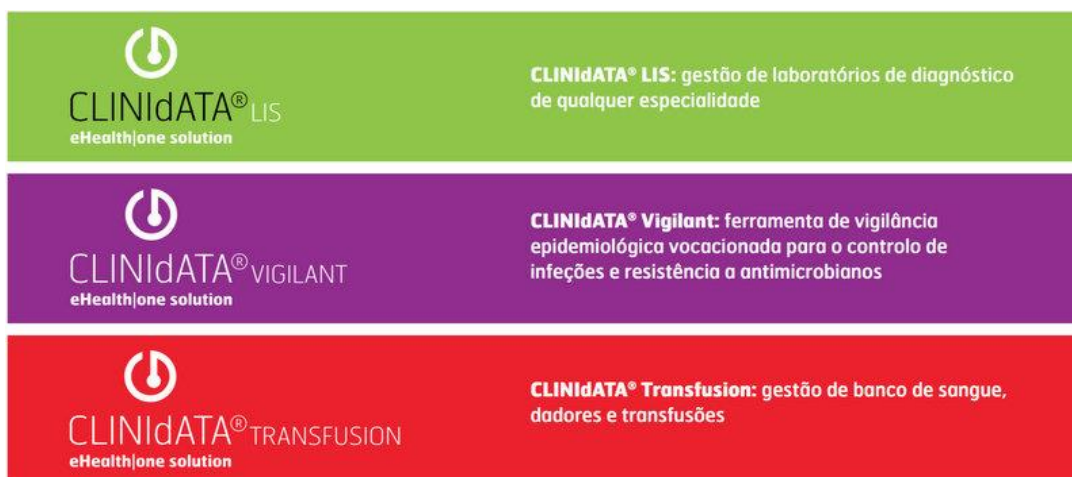 CLINIdATA® LIS
eHealth|one solution
CLINIdATA® LIS: gestão de laboratórios de diagnóstico
de qualquer especialidade
CLINIdATA® VIGILANT
eHealth|one solution
CLINIdATA® Vigilant: ferramenta de vigilância
epidemiológica vocacionada para o controlo de
infeções e resistência a antimicrobianos
CLINIdATA® TRANSFUSION
eHealth|one solution
CLINIdATA® Transfusion: gestão de banco de sangue,
dadores e transfusões